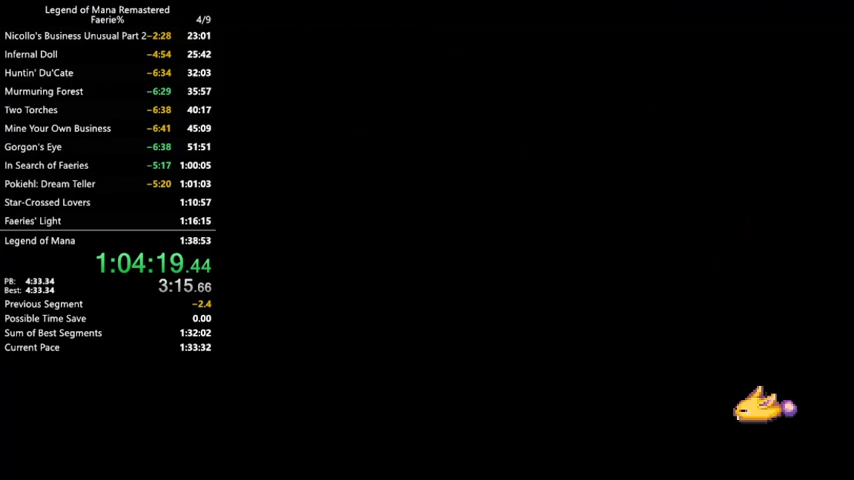 Legend of Mana Remastered
Faerie% 4/9
Nicollo's Business Unusual Part 2 −2:28 23:01
Infernal Doll −4:54 25:42
Huntin' Du'Cate −6:34 32:03
Murmuring Forest −6:29 35:57
Two Torches −6:38 40:17
Mine Your Own Business −6:41 45:09
Gorgon's Eye −6:38 51:51
In Search of Faeries −5:17 1:00:05
Pokiehl: Dream Teller −5:20 1:01:03
Star-Crossed Lovers 1:10:57
Faeries' Light 1:16:15
Legend of Mana 1:38:53
1:04:19.44
PB: 4:33.34 3:15.66
Best: 4:33.34
Previous Segment −2.4
Possible Time Save 0.00
Sum of Best Segments 1:32:02
Current Pace 1:33:32